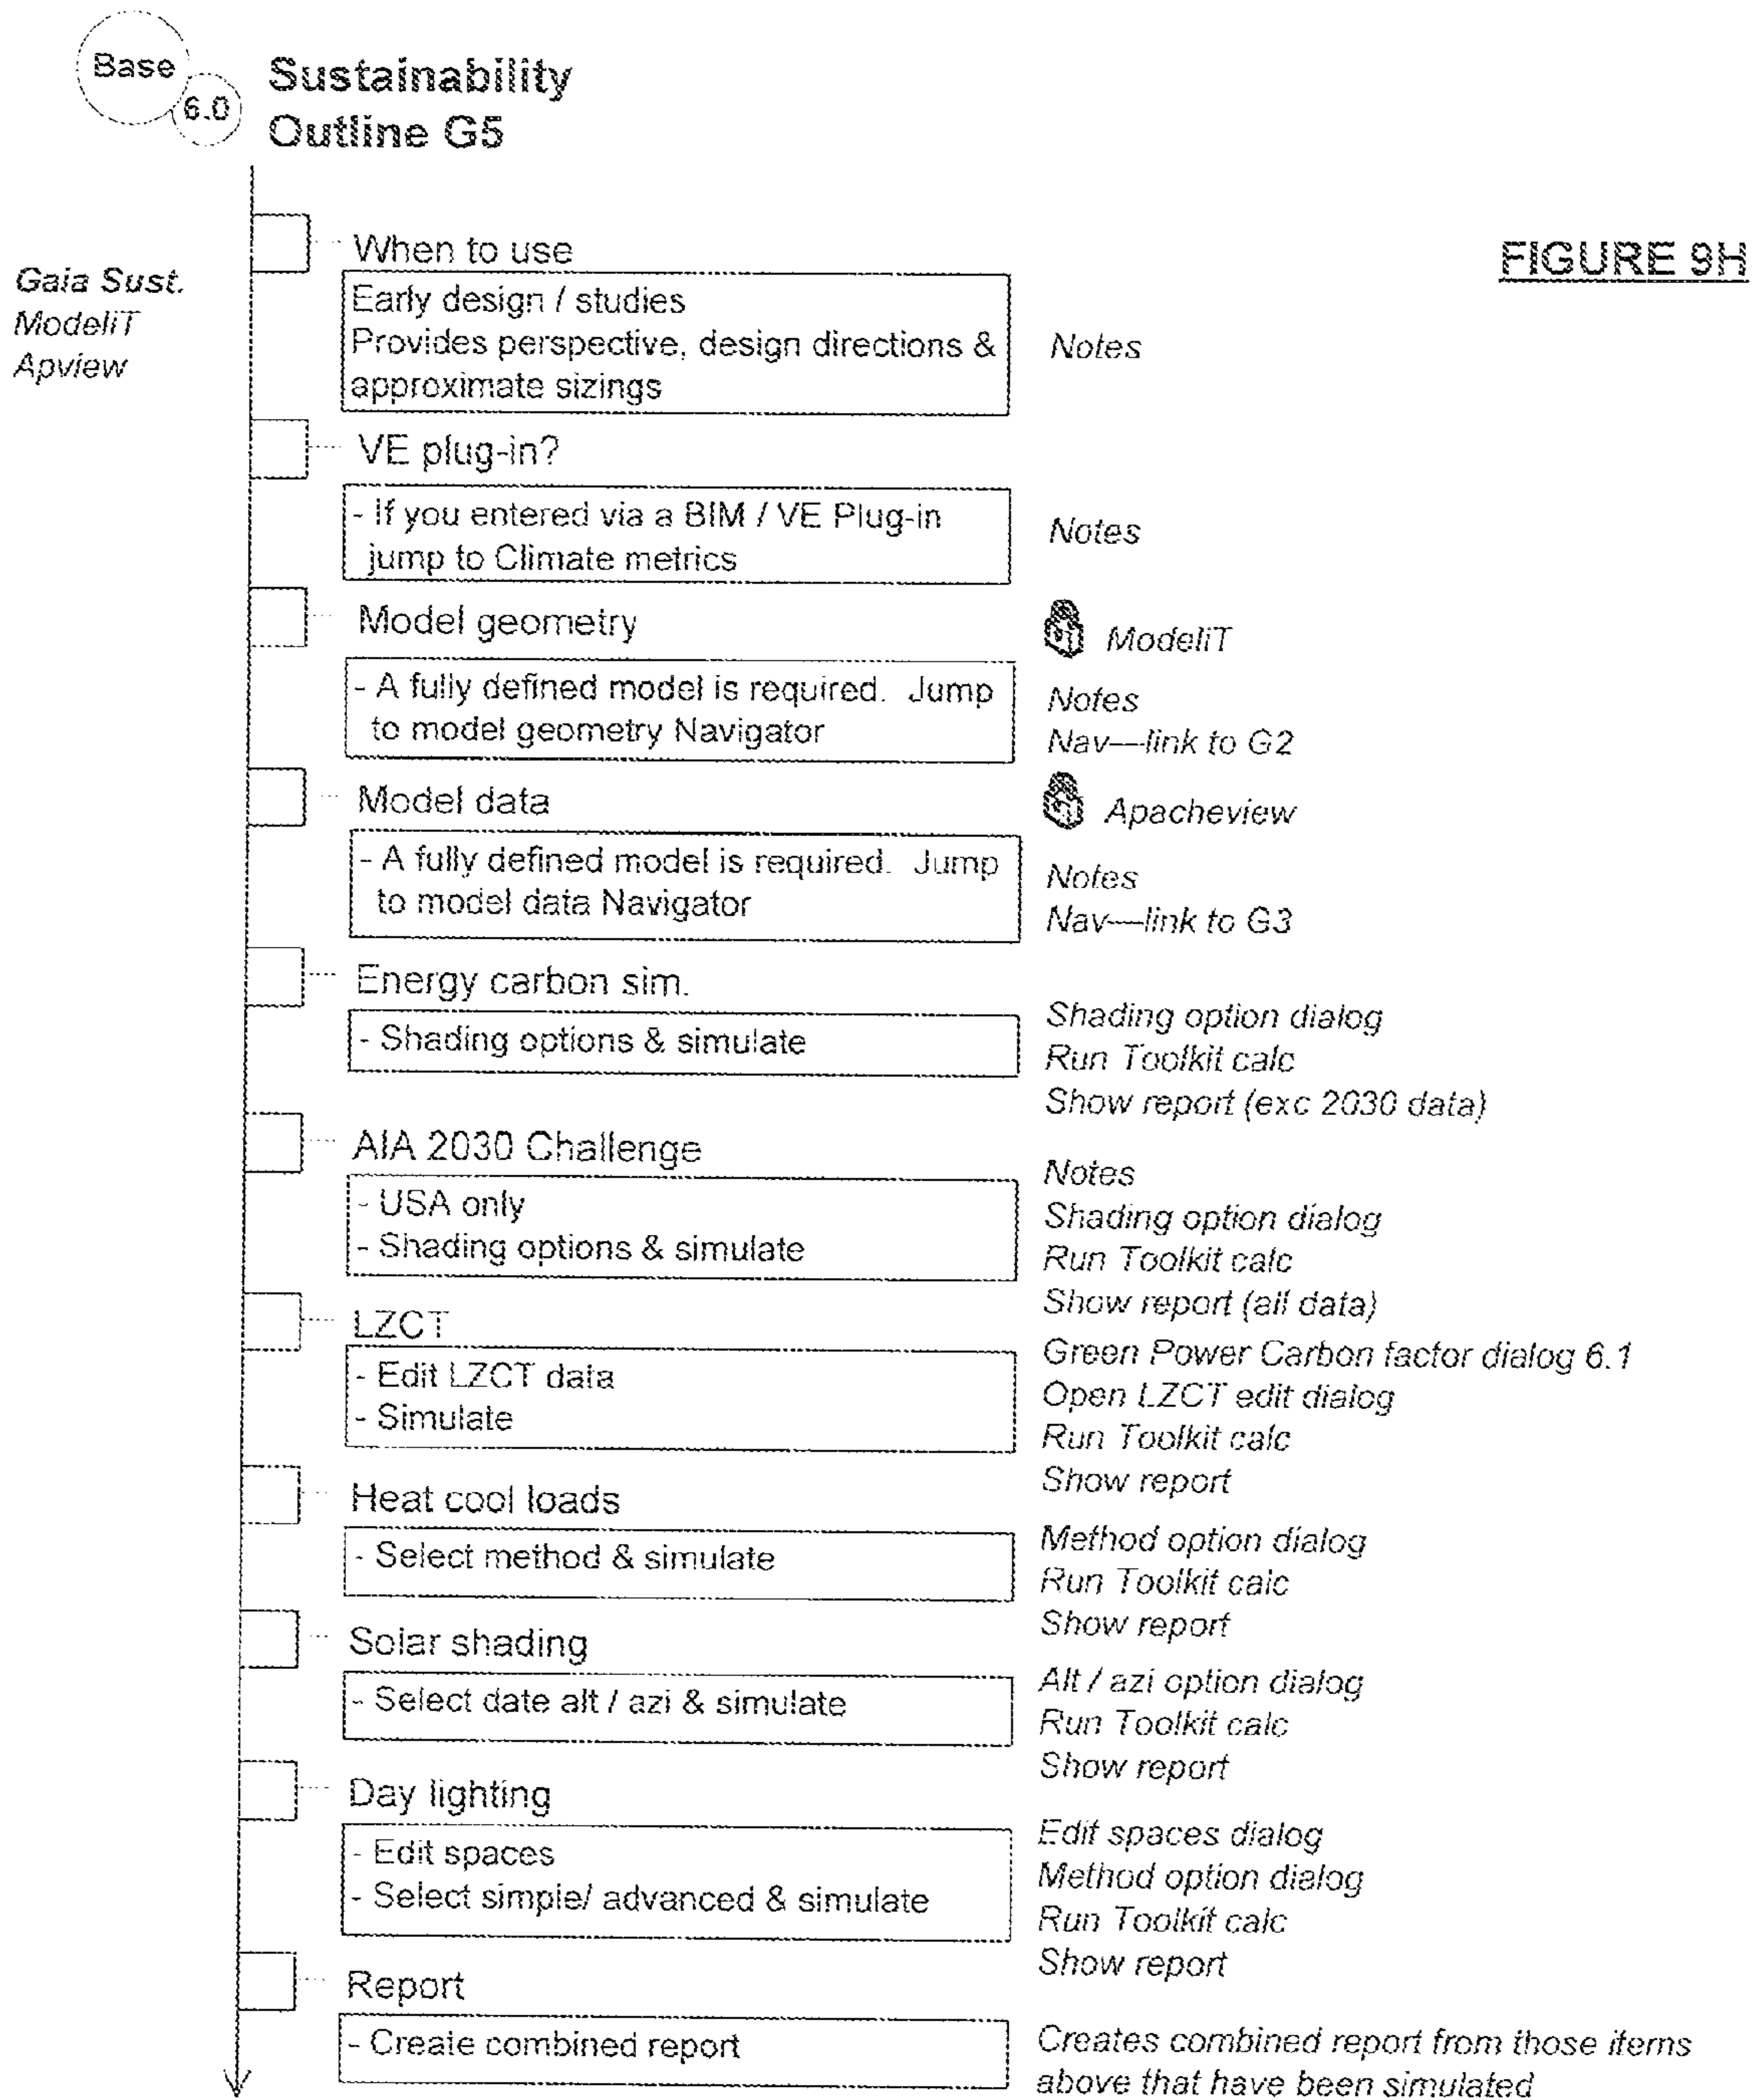 Base
6.0
Sustainability
Outline G5
FIGURE 9H
Gaia Sust.
ModeliT
Apview
When to use
Early design / studies
Provides perspective, design directions &
approximate sizings
Notes
VE plug-in?
- If you entered via a BIM / VE Plug-in
jump to Climate metrics
Notes
Model geometry
ModeliT
- A fully defined model is required. Jump
to model geometry Navigator
Notes
Nav—link to G2
Model data
Apacheview
- A fully defined model is required. Jump
to model data Navigator
Notes
Nav—link to G3
Energy carbon sim.
- Shading options & simulate
Shading option dialog
Run Toolkit calc
Show report (exc 2030 data)
AIA 2030 Challenge
- USA only
- Shading options & simulate
Notes
Shading option dialog
Run Toolkit calc
Show report (all data)
LZCT
- Edit LZCT data
- Simulate
Green Power Carbon factor dialog 6.1
Open LZCT edit dialog
Run Toolkit calc
Show report
Heat cool loads
- Select method & simulate
Method option dialog
Run Toolkit calc
Show report
Solar shading
- Select date alt / azi & simulate
Alt / azi option dialog
Run Toolkit calc
Show report
Day lighting
- Edit spaces
- Select simple/ advanced & simulate
Edit spaces dialog
Method option dialog
Run Toolkit calc
Show report
Report
- Create combined report
Creates combined report from those items
above that have been simulated